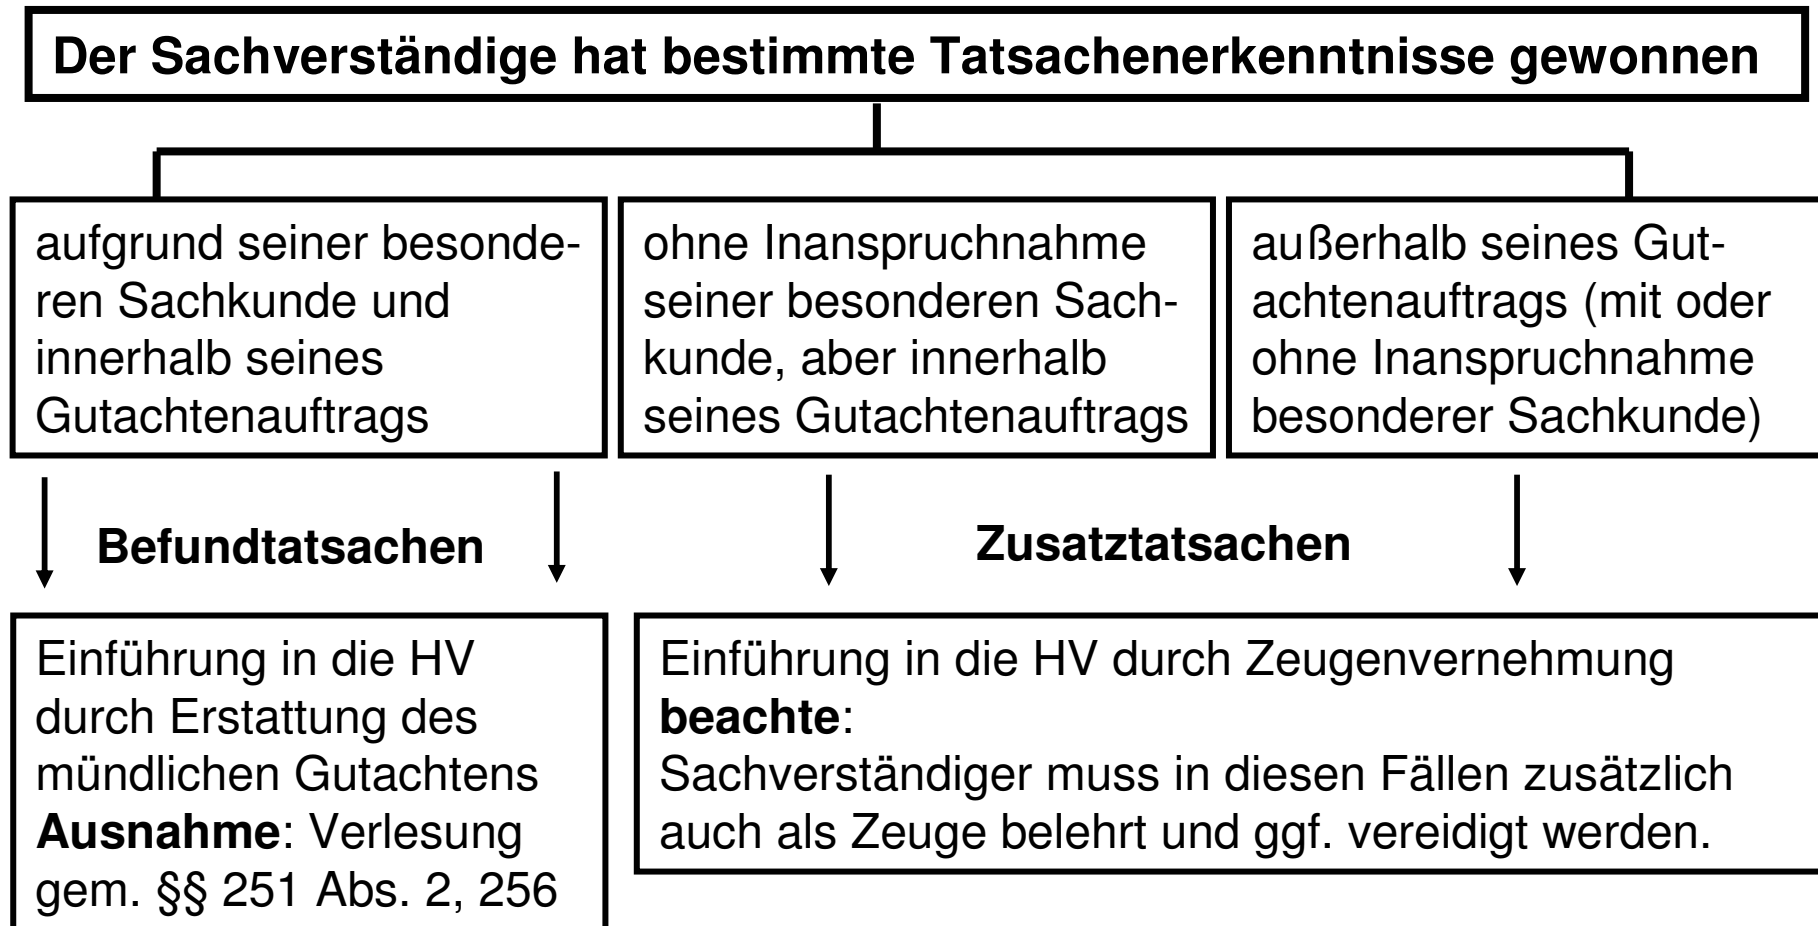 Der Sachverständige hat bestimmte Tatsachenerkenntnisse gewonnen
aufgrund seiner besonde-
ren Sachkunde und
innerhalb seines
Gutachtenauftrags
ohne Inanspruchnahme
seiner besonderen Sach-
kunde, aber innerhalb
seines Gutachtenauftrags
außerhalb seines Gut-
achtenauftrags (mit oder
ohne Inanspruchnahme
besonderer Sachkunde)
Befundtatsachen
Zusatztatsachen
Einführung in die HV
durch Erstattung des
mündlichen Gutachtens
Ausnahme: Verlesung
gem. §§ 251 Abs. 2, 256
Einführung in die HV durch Zeugenvernehmung
beachte:
Sachverständiger muss in diesen Fällen zusätzlich
auch als Zeuge belehrt und ggf. vereidigt werden.